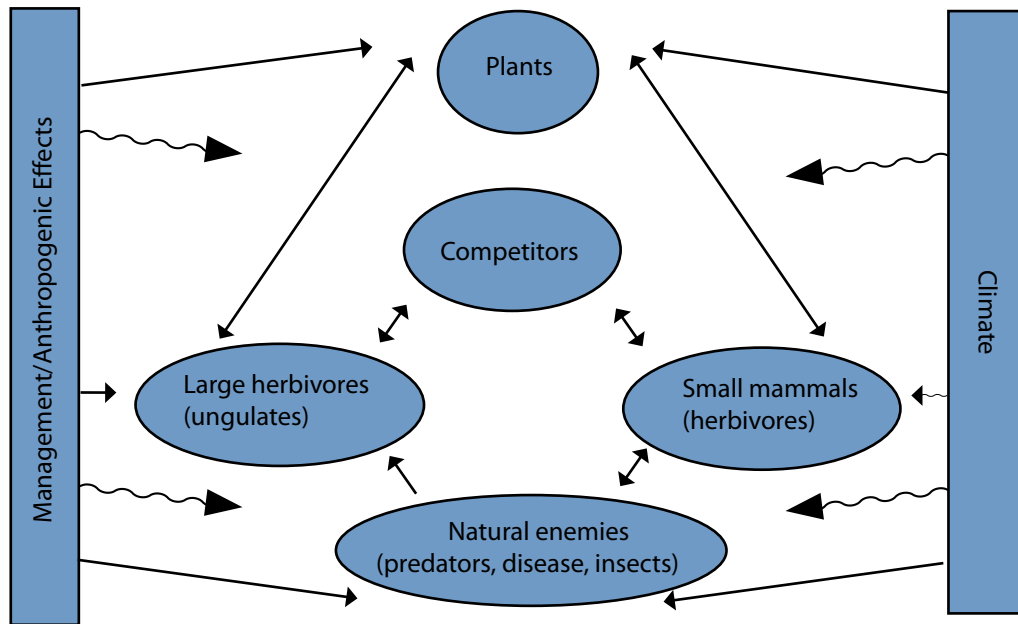 Plants
Management/Anthropogenic Effects
Climate
Competitors
Large herbivores
(ungulates)
Small mammals
(herbivores)
Natural enemies
(predators, disease, insects)